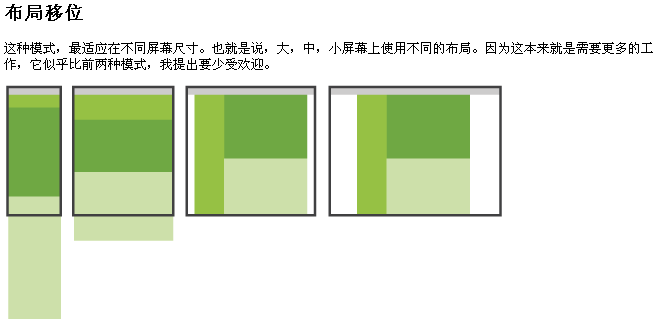 布局移位
这种模式，最适应在不同屏幕尺寸。也就是说，大，中，小屏幕上使用不同的布局。因为这本来就是需要更多的工
作，它似乎比前两种模式，我提出要少受欢迎。